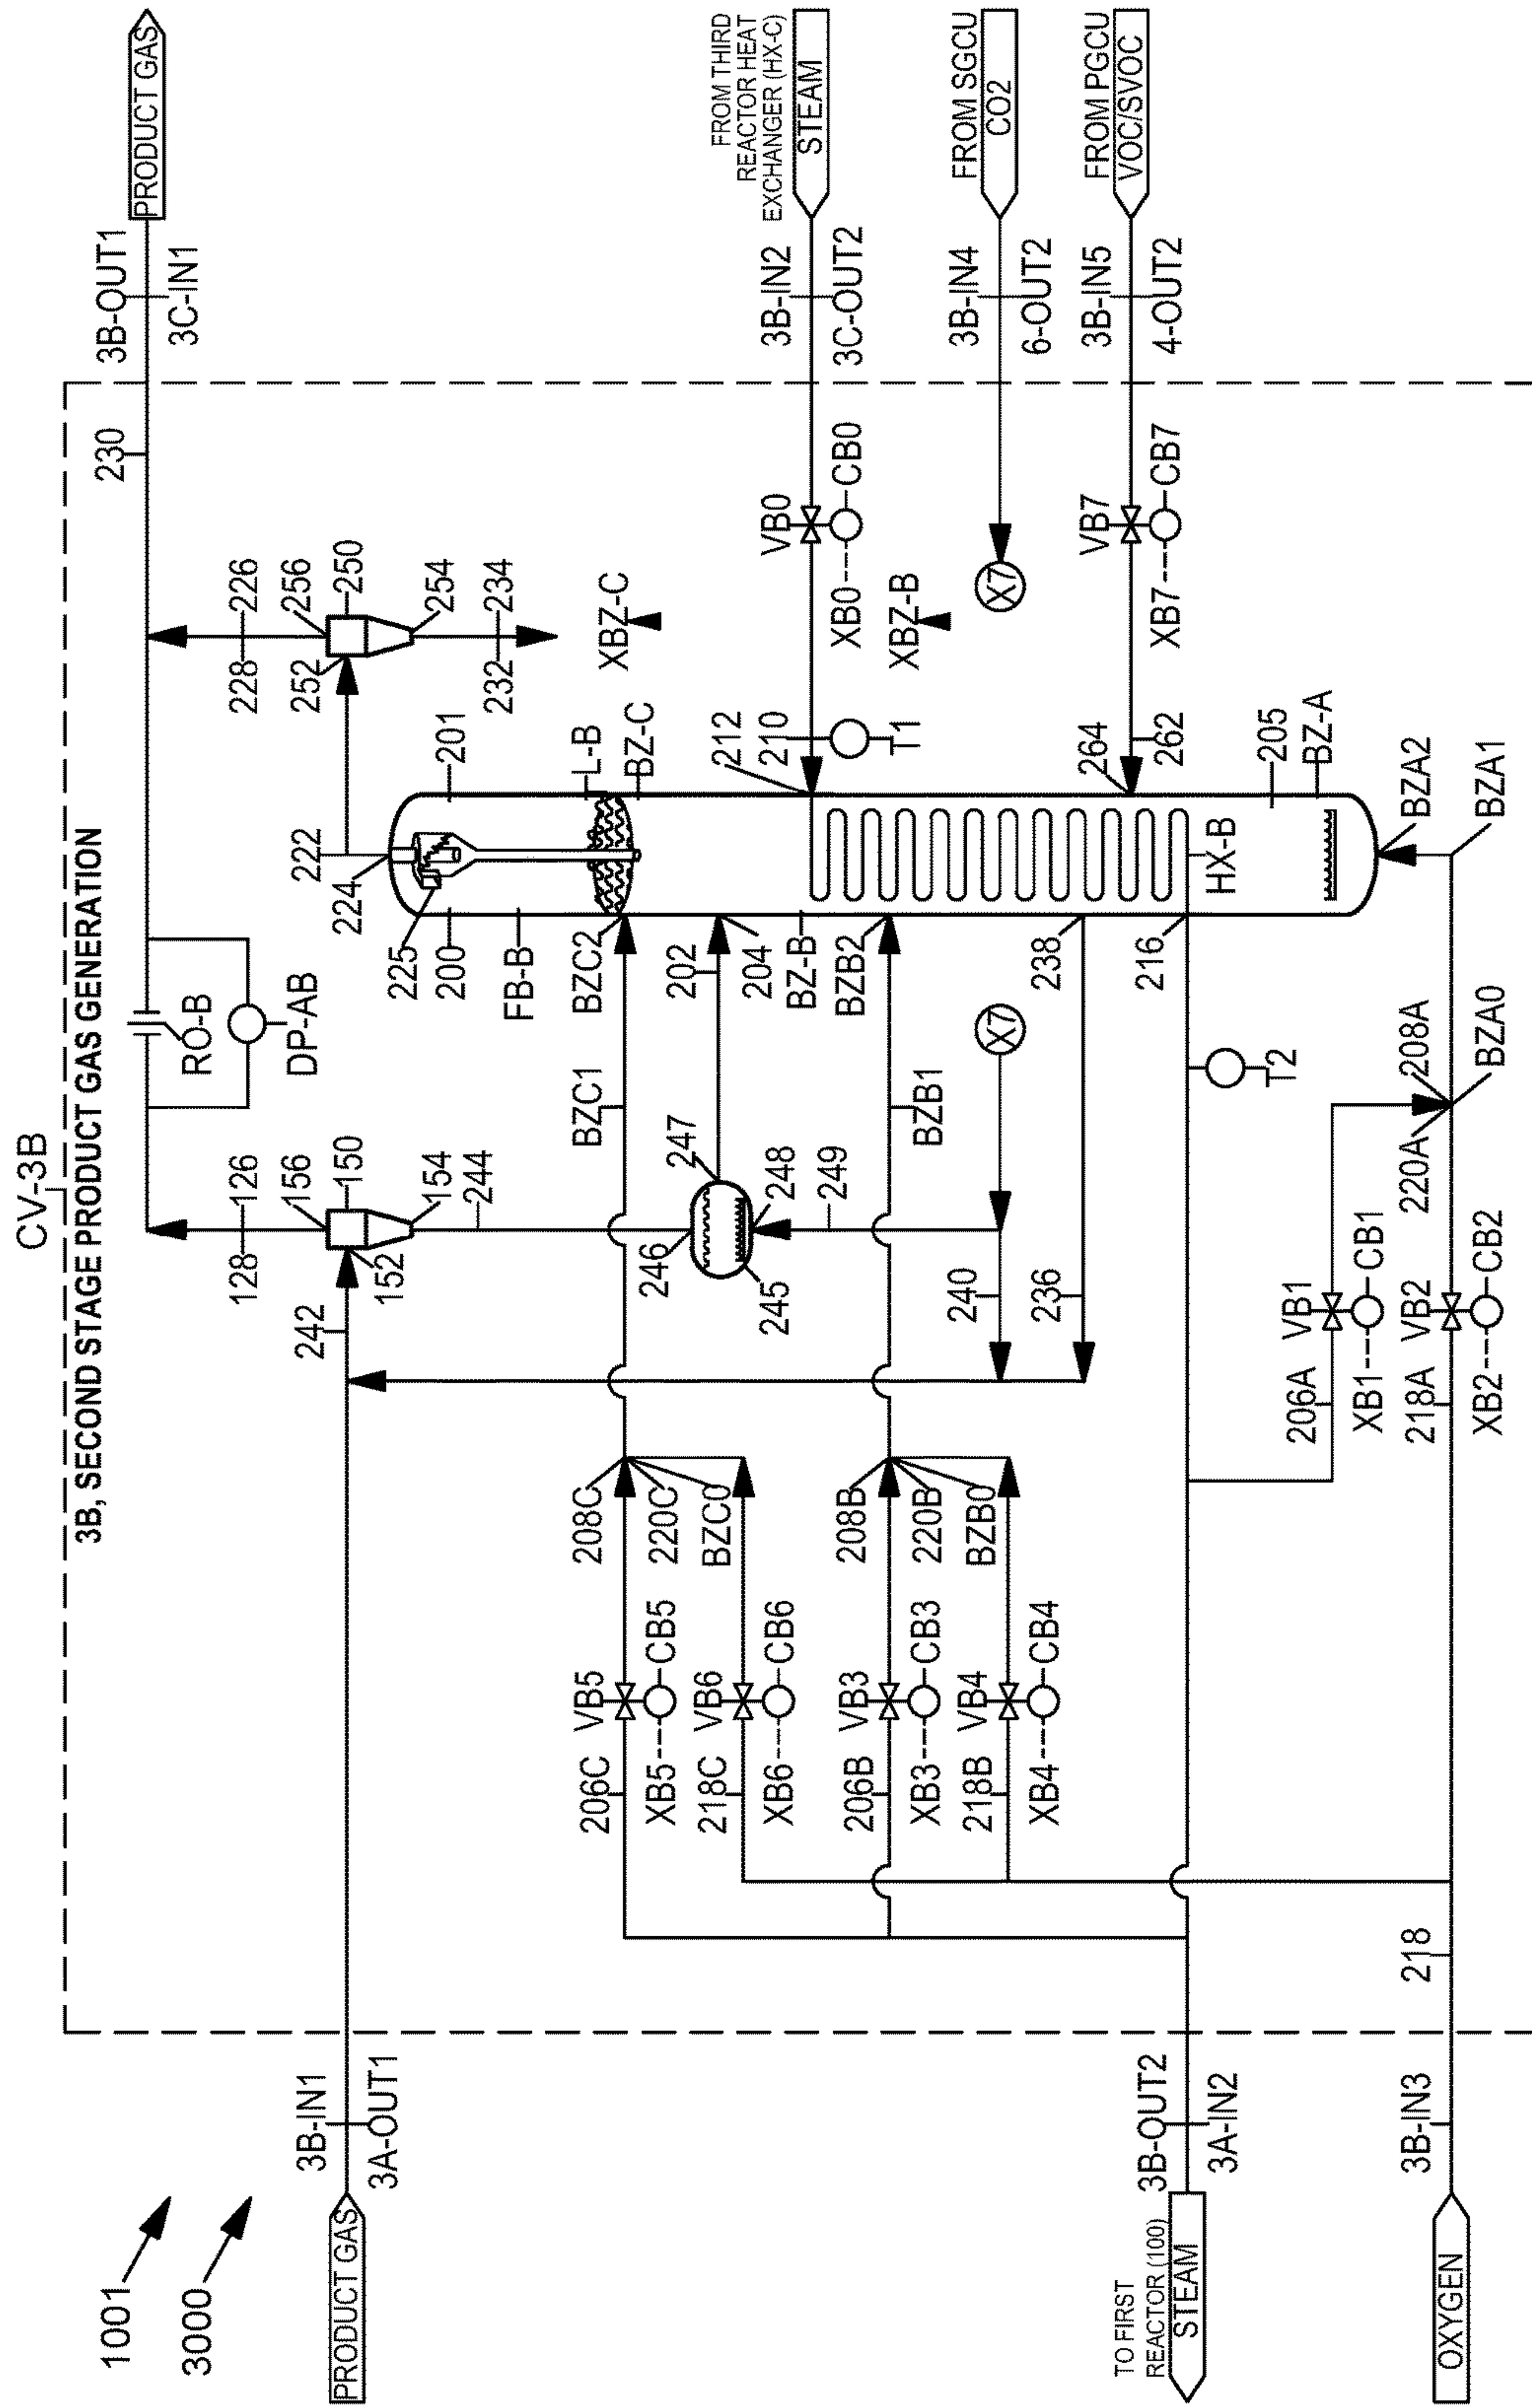 CV-3B
3B, SECOND STAGE PRODUCT GAS GENERATION
1001
3000
PRODUCT GAS
3B-IN1
3A-OUT1
242
128
126
156
150
152
154
244
RO-B
DP-AB
230
3B-OUT1
3C-IN1
PRODUCT GAS
228
226
256
250
252
254
232
234
222
224
225
200
201
FB-B
L-B
BZ-C
XBZ-C
BZC2
BZC1
208C
220C
BZC0
VB5
206C
XB5
CB5
VB6
218C
XB6
CB6
246
247
245
248
249
202
204
BZ-B
212
210
T1
VB0
XB0
CB0
3B-IN2
3C-OUT2
FROM THIRD
REACTOR HEAT
EXCHANGER (HX-C)
STEAM
XBZ-B
BZB2
BZB1
208B
220B
BZB0
VB3
206B
XB3
CB3
VB4
218B
XB4
CB4
X7
240
X7
3B-IN4
6-OUT2
FROM SGCU
CO2
236
238
264
262
VB7
XB7
CB7
3B-IN5
4-OUT2
FROM PGCU
VOC/SVOC
216
HX-B
T2
205
BZ-A
BZA2
BZA1
208A
220A
BZA0
VB1
206A
XB1
CB1
VB2
218A
XB2
CB2
3B-OUT2
3A-IN2
TO FIRST
REACTOR (100)
STEAM
218
3B-IN3
OXYGEN